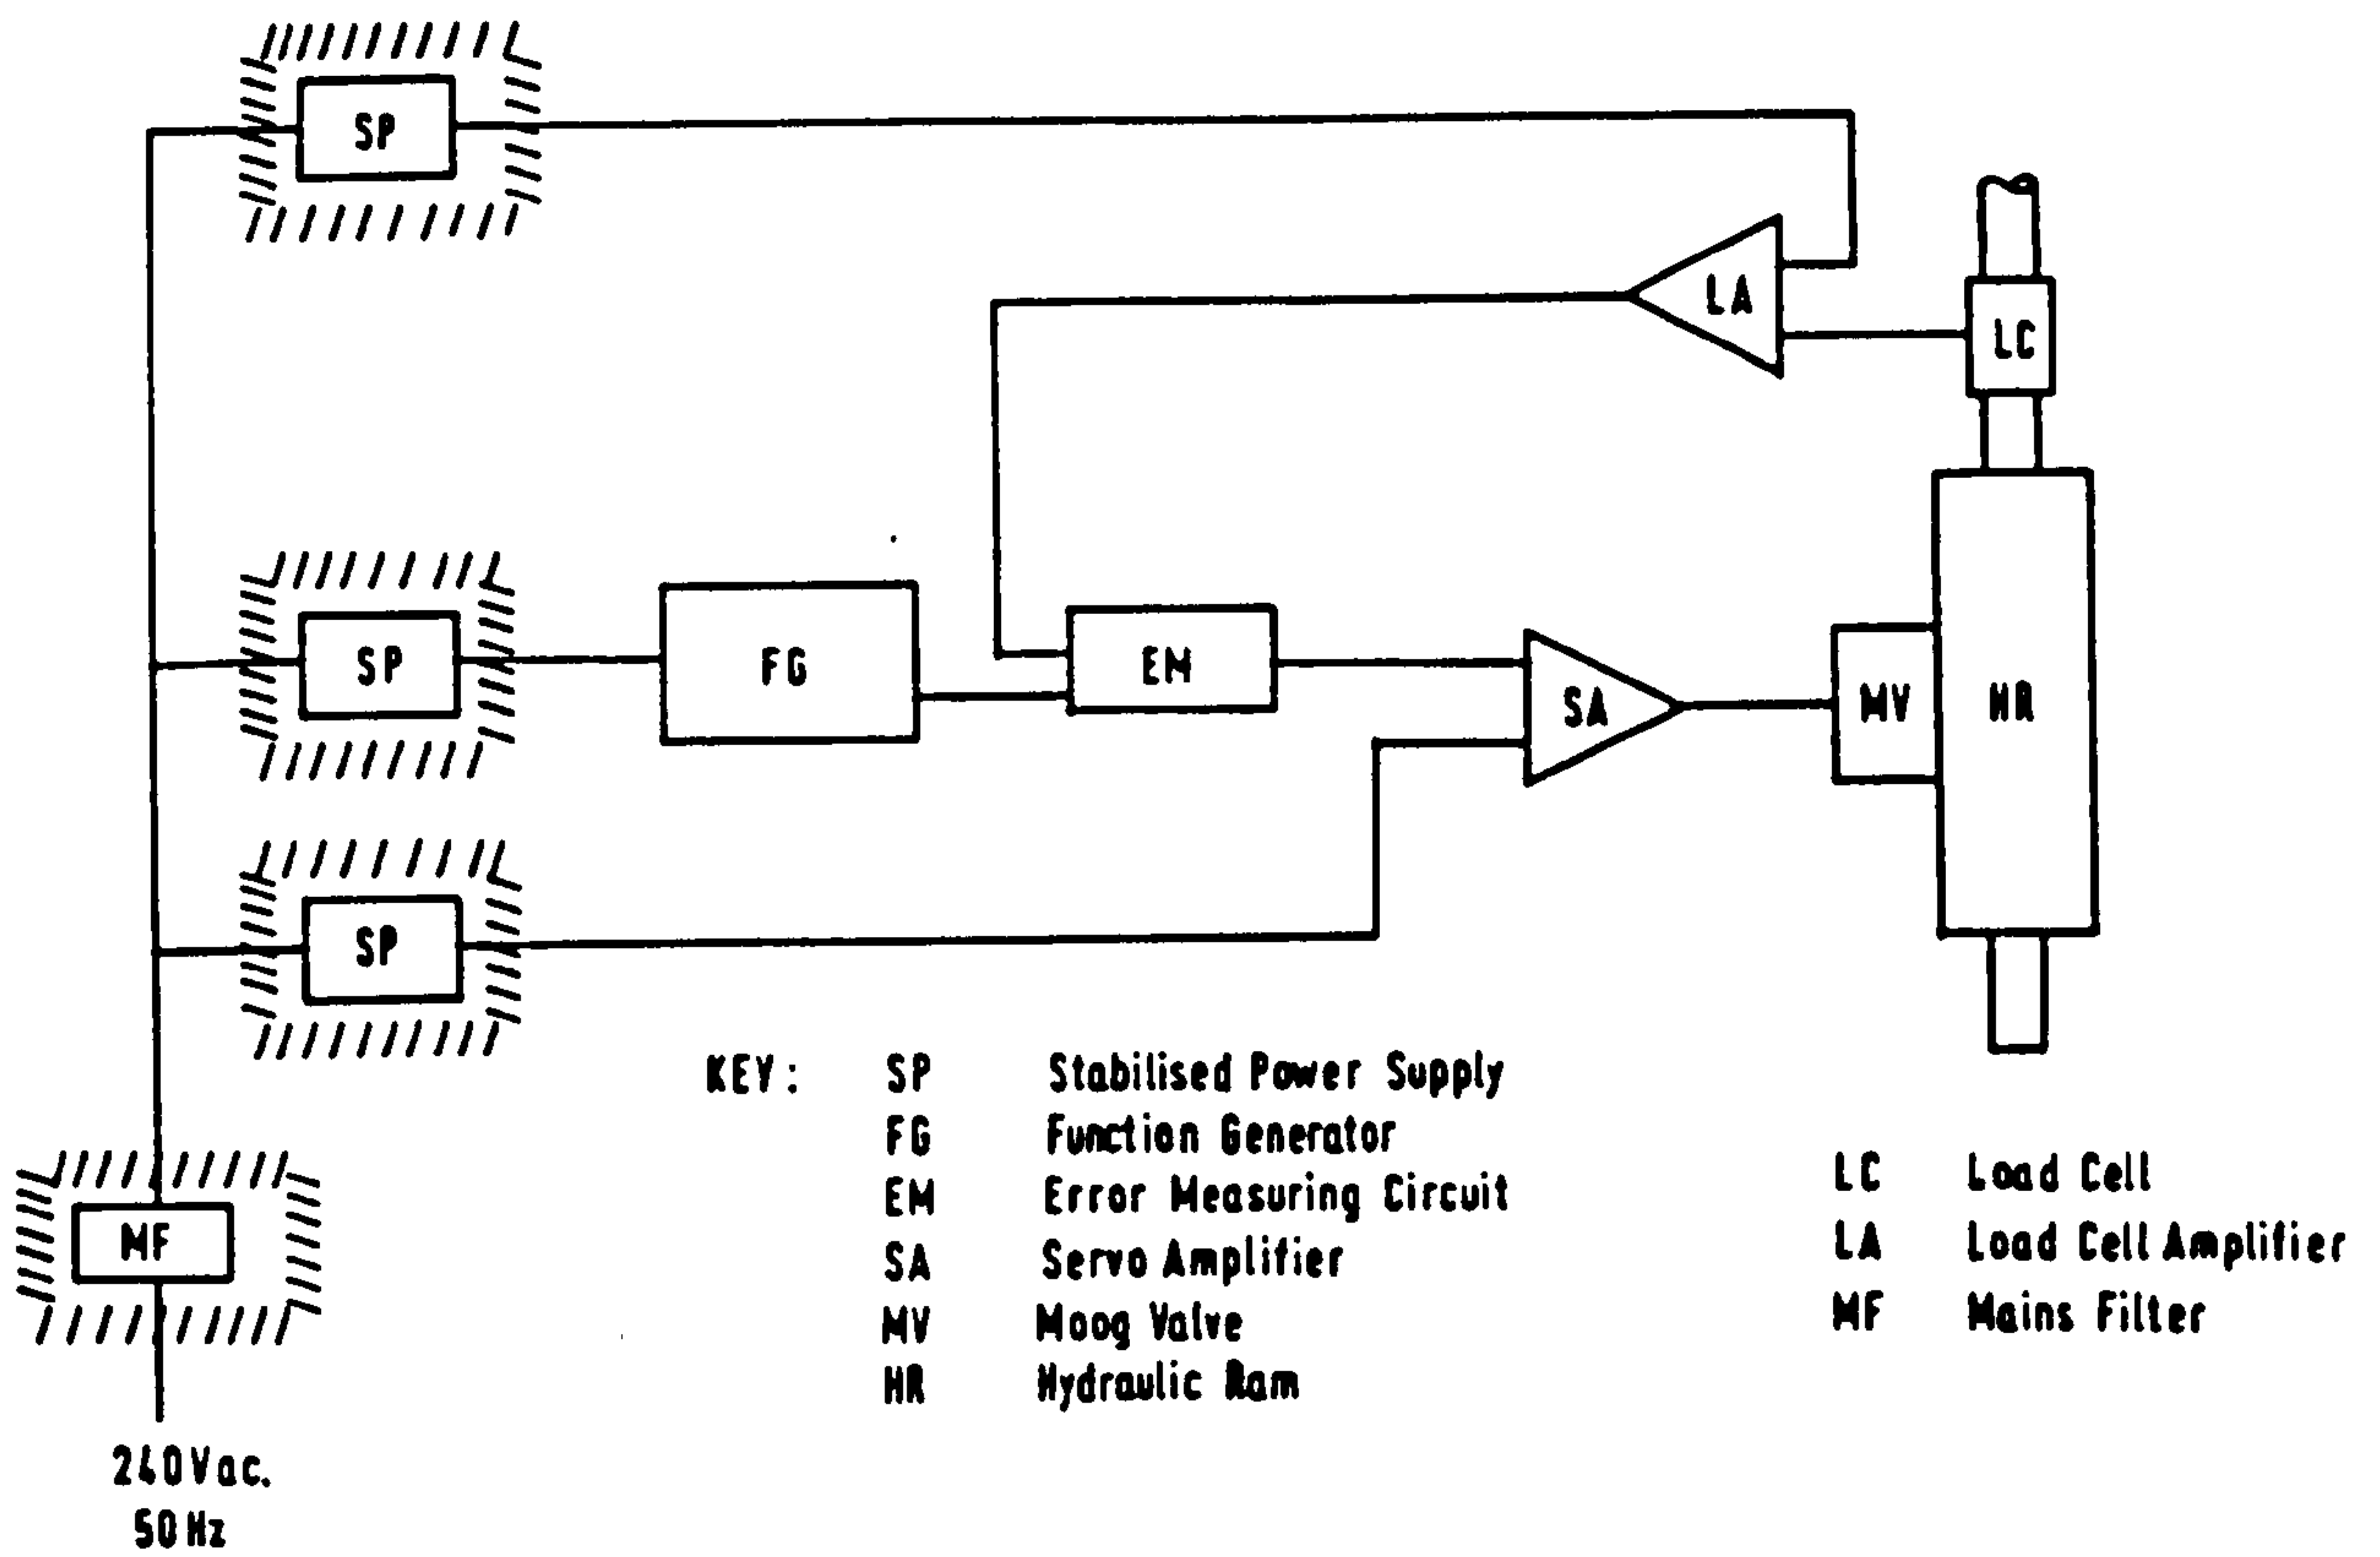 SP
LA
LC
SP
FG
EM
SA
MV
HR
SP
KEY: SP Stabilised Power Supply
FG Function Generator
EM Error Measuring Circuit
SA Servo Amplifier
MV Moog Valve
HR Hydraulic Ram
LC Load Cell
LA Load Cell Amplifier
MF Mains Filter
MF
240Vac.
50Hz